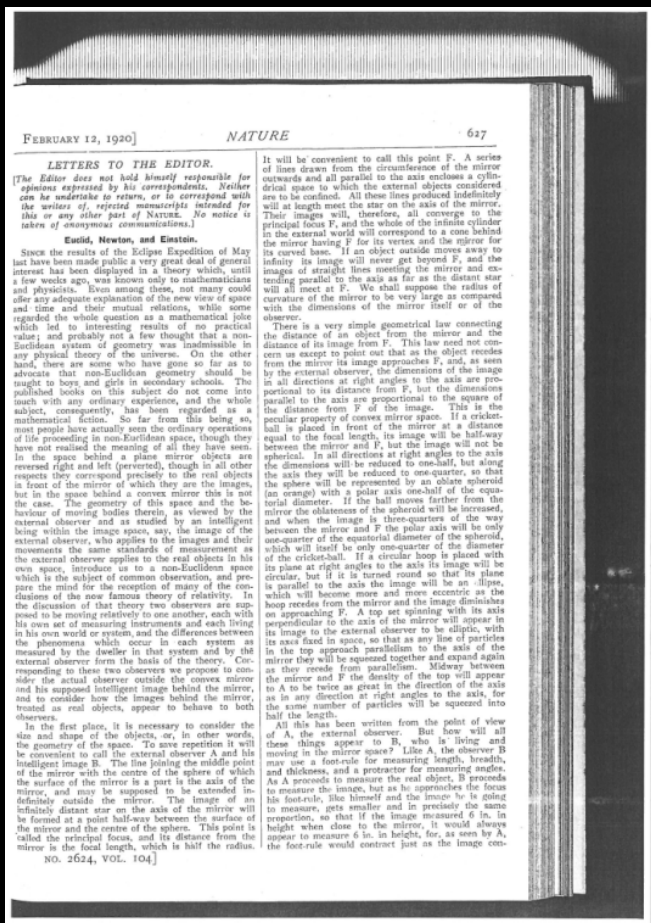 FEBRUARY 12, 1920]
NATURE
627
LETTERS TO THE EDITOR.
[The Editor does not hold himself responsible for
opinions expressed by his correspondents. Neither
can he undertake to return, or to correspond with
the writers of, rejected manuscripts intended for
this or any other part of NATURE. No notice is
taken of anonymous communications.]
Euclid, Newton, and Einstein.
SINCE the results of the Eclipse Expedition of May
last have been made public a very great deal of general
interest has been displayed in a theory which, until
a few weeks ago, was known only to mathematicians
and physicists. Even among these, not many could
offer any adequate explanation of the new view of space
and time and their mutual relations, while some
regarded the whole question as a mathematical joke
which led to interesting results of no practical
value; and probably not a few thought that a non-
Euclidean system of geometry was inadmissible in
any physical theory of the universe. On the other
hand, there are some who have gone so far as to
advocate that non-Euclidean geometry should be
taught to boys and girls in secondary schools. The
published books on this subject do not come into
touch with any ordinary experience, and the whole
subject, consequently, has been regarded as a
mathematical fiction. So far from this being so,
most people have actually seen the ordinary operations
of life proceeding in non-Euclidean space, though they
have not realised the meaning of all they have seen.
In the space behind a plane mirror objects are
reversed right and left (perverted), though in all other
respects they correspond precisely to the real objects
in front of the mirror of which they are the images,
but in the space behind a convex mirror this is not
the case. The geometry of this space and the be-
haviour of moving bodies therein, as viewed by the
external observer and as studied by an intelligent
being within the image space, say, the image of the
external observer, who applies to the images and their
movements the same standards of measurement as
the external observer applies to the real objects in his
own space, introduce us to a non-Euclidean space
which is the subject of common observation, and pre-
pare the mind for the reception of many of the con-
clusions of the now famous theory of relativity. In
the discussion of that theory two observers are sup-
posed to be moving relatively to one another, each with
his own set of measuring instruments and each living
in his own world or system, and the differences between
the phenomena which occur in each system as
measured by the dweller in that system and by the
external observer form the basis of the theory. Cor-
responding to these two observers we propose to con-
sider the actual observer outside the convex mirror
and his supposed intelligent image behind the mirror,
and to consider how the images behind the mirror,
treated as real objects, appear to behave to both
observers.
In the first place, it is necessary to consider the
size and shape of the objects, or, in other words,
the geometry of the space. To save repetition it will
be convenient to call the external observer A and his
intelligent image B. The line joining the middle point
of the mirror with the centre of the sphere of which
the surface of the mirror is a part is the axis of the
mirror, and may be supposed to be extended in-
definitely outside the mirror. The image of an
infinitely distant star on the axis of the mirror will
be formed at a point half-way between the surface of
the mirror and the centre of the sphere. This point is
called the principal focus, and its distance from the
mirror is the focal length, which is half the radius.
NO. 2624, VOL. 104]
It will be convenient to call this point F. A series
of lines drawn from the circumference of the mirror
outwards and all parallel to the axis encloses a cylin-
drical space to which the external objects considered
are to be confined. All these lines produced indefinitely
will at length meet the star on the axis of the mirror.
Their images will, therefore, all converge to the
principal focus F, and the whole of the infinite cylinder
in the external world will correspond to a cone behind
the mirror having F for its vertex and the mirror for
its curved base. If an object outside moves away to
infinity its image will never get beyond F, and the
images of straight lines meeting the mirror and ex-
tending parallel to the axis as far as the distant star
will all meet at F. We shall suppose the radius of
curvature of the mirror to be very large as compared
with the dimensions of the mirror itself or of the
observer.
There is a very simple geometrical law connecting
the distance of an object from the mirror and the
distance of its image from F. This law need not con-
cern us except to point out that as the object recedes
from the mirror its image approaches F, and, as seen
by the external observer, the dimensions of the image
in all directions at right angles to the axis are pro-
portional to its distance from F, but the dimensions
parallel to the axis are proportional to the square of
the distance from F of the image. This is the
peculiar property of convex mirror space. If a cricket-
ball is placed in front of the mirror at a distance
equal to the focal length, its image will be half-way
between the mirror and F, but the image will not be
spherical. In all directions at right angles to the axis
the dimensions will be reduced to one-half, but along
the axis they will be reduced to one-quarter, so that
the sphere will be represented by an oblate spheroid
(an orange) with a polar axis one-half of the equa-
torial diameter. If the ball moves farther from the
mirror the oblateness of the spheroid will be increased,
and when the image is three-quarters of the way
between the mirror and F the polar axis will be only
one-quarter of the equatorial diameter of the spheroid,
which will itself be only one-quarter of the diameter
of the cricket-ball. If a circular hoop is placed with
its plane at right angles to the axis its image will be
circular, but if it is turned round so that its plane
is parallel to the axis the image will be an ellipse,
which will become more and more eccentric as the
hoop recedes from the mirror and the image diminishes
on approaching F. A top set spinning with its axis
perpendicular to the axis of the mirror will appear in
its image to the external observer to be elliptic, with
its axes fixed in space, so that as any line of particles
in the top approach parallelism to the axis of the
mirror they will be squeezed together and expand again
as they recede from parallelism. Midway between
the mirror and F the density of the top will appear
to A to be twice as great in the direction of the axis
as in any direction at right angles to the axis, for
the same number of particles will be squeezed into
half the length.
All this has been written from the point of view
of A, the external observer. But how will all
these things appear to B, who is living and
moving in the mirror space? Like A, the observer B
may use a foot-rule for measuring length, breadth,
and thickness, and a protractor for measuring angles.
As A proceeds to measure the real object, B proceeds
to measure the image, but as he approaches the focus
his foot-rule, like himself and the image he is going
to measure, gets smaller and in precisely the same
proportion, so that if the image measured 6 in. in
height when close to the mirror, it would always
appear to measure 6 in. in height, for, as seen by A,
the foot-rule would contract just as the image con-